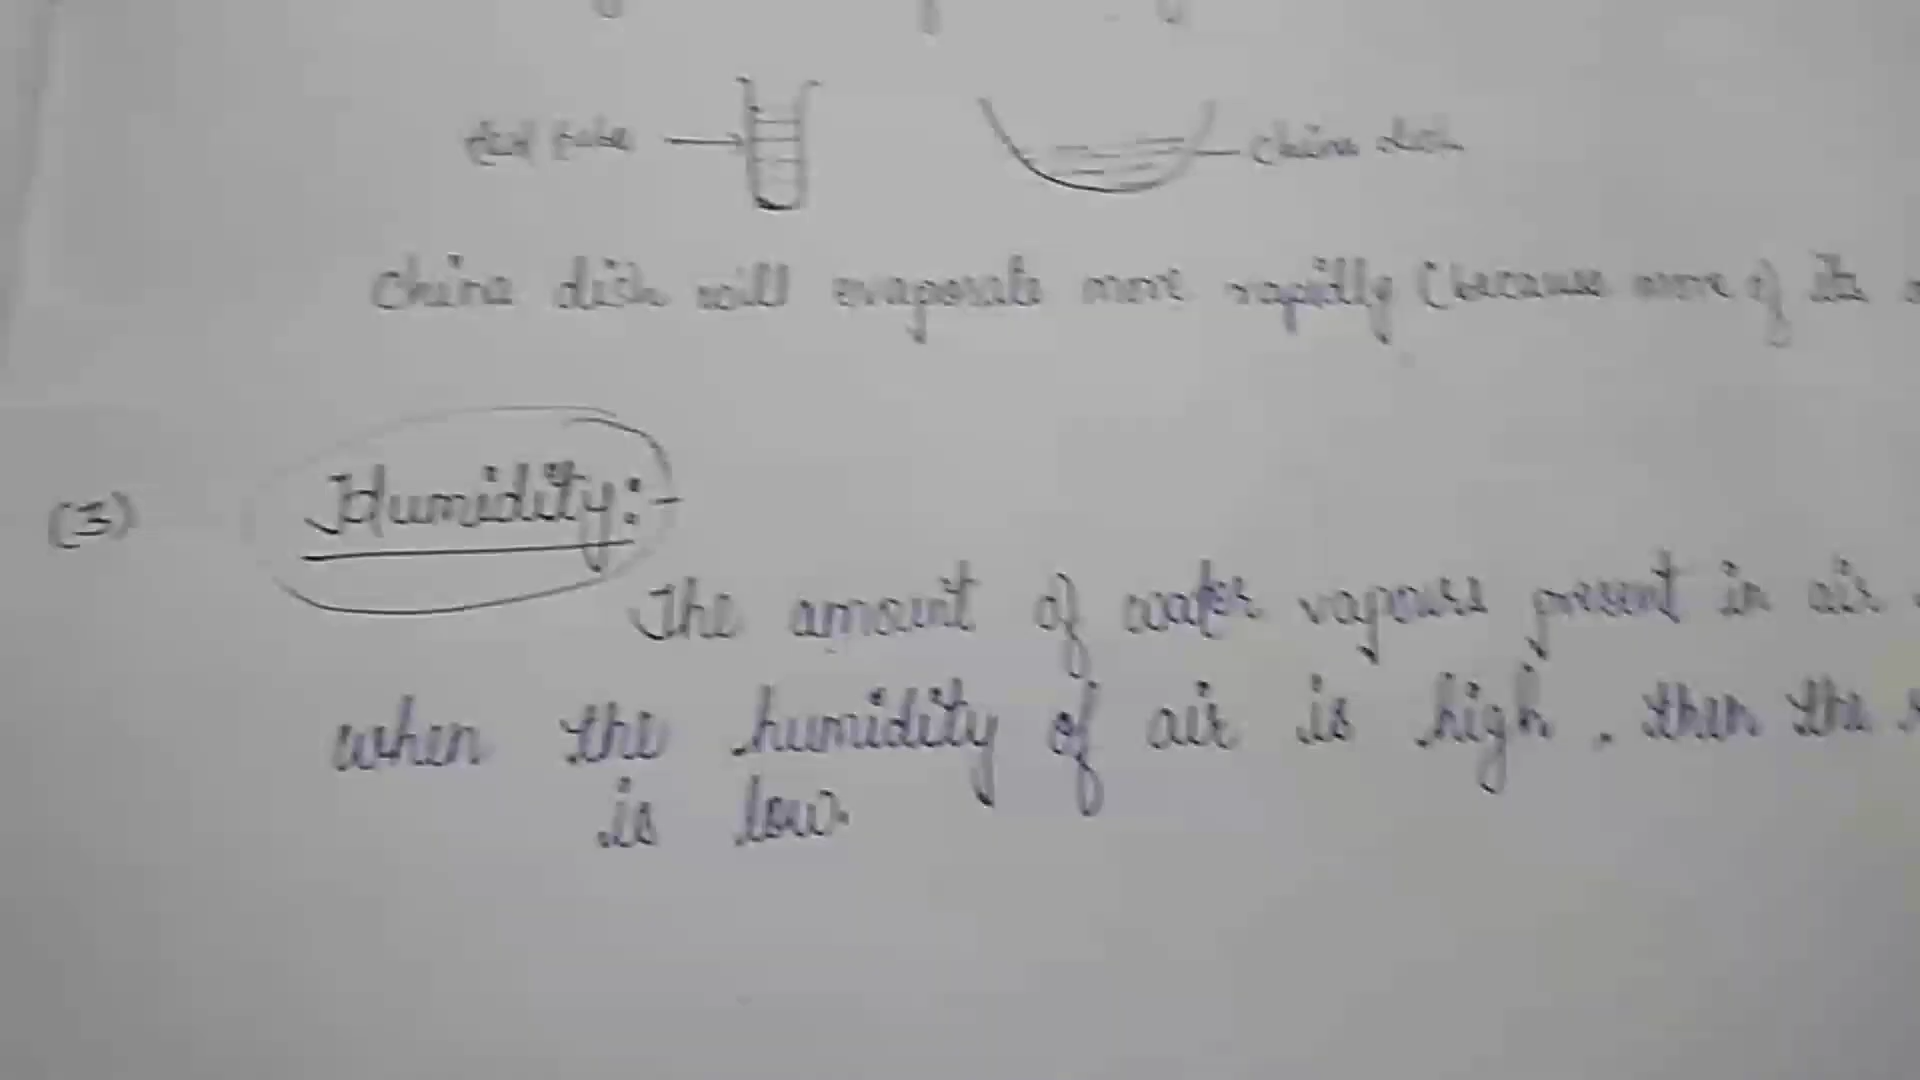 test tube China dish
China dish will evaporate more rapidly (because more of its
(3) Humidity:-
The amount of water vapours present in air
when the humidity of air is high, then the
is low.